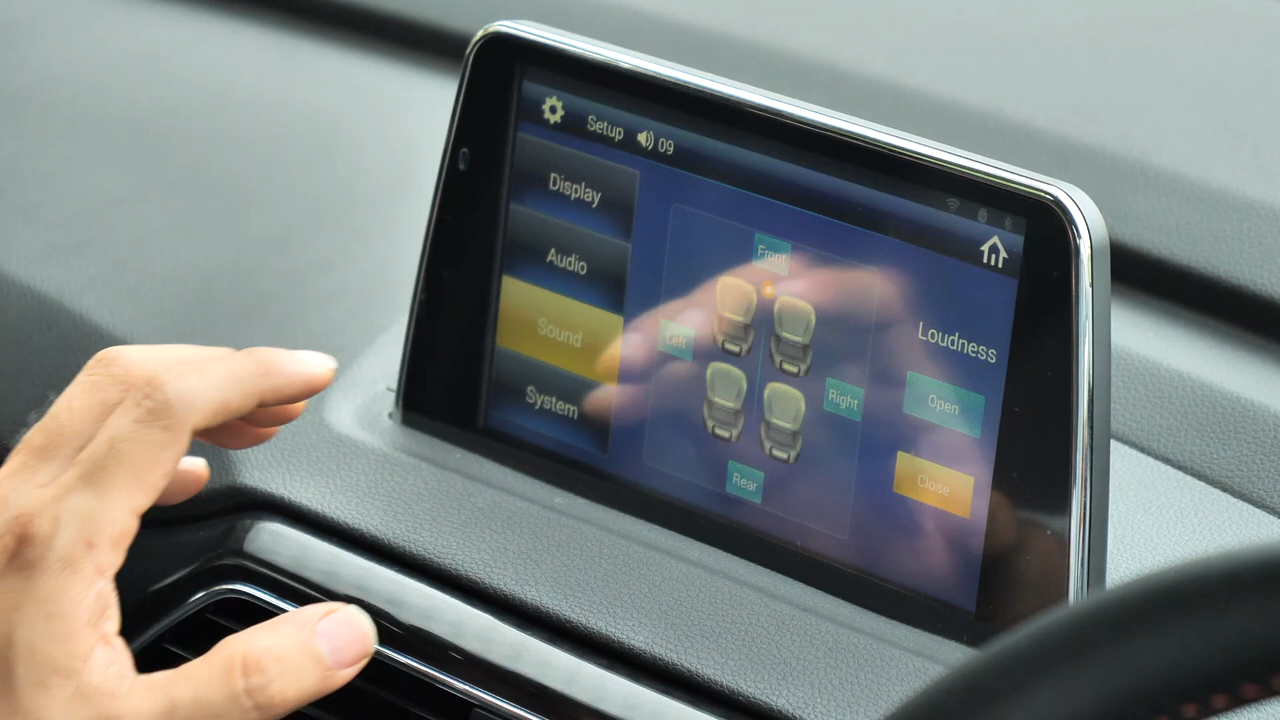 Setup 09
Display
Audio
Sound
System
Front
Left
Right
Rear
Loudness
Open
Close